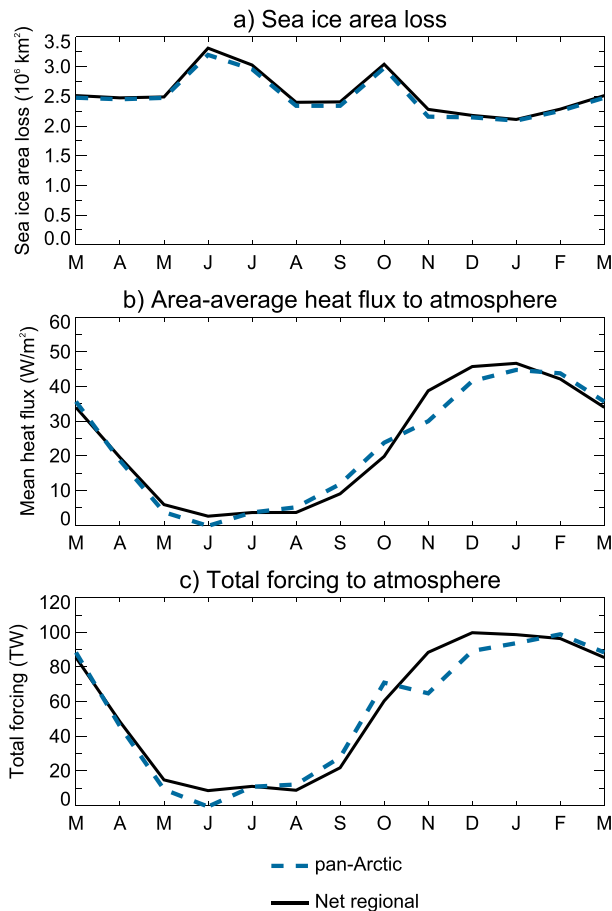 a) Sea ice area loss
Sea ice area loss (10⁶ km²)
3.5
3.0
2.5
2.0
1.5
1.0
0.5
0.0
M A M J J A S O N D J F M
b) Area-average heat flux to atmosphere
Mean heat flux (W/m²)
60
50
40
30
20
10
0
M A M J J A S O N D J F M
c) Total forcing to atmosphere
Total forcing (TW)
120
100
80
60
40
20
0
M A M J J A S O N D J F M
pan-Arctic
Net regional